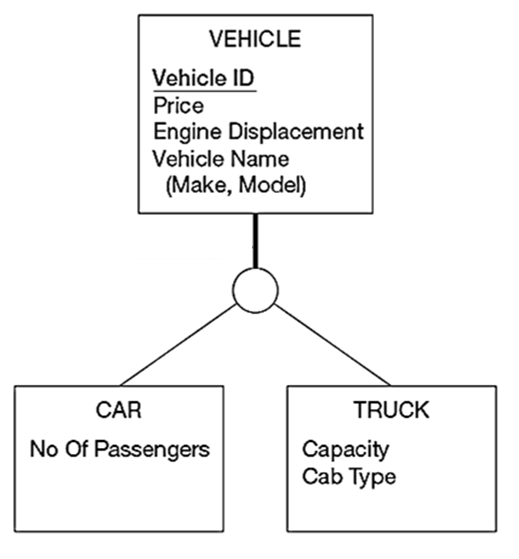 VEHICLE
Vehicle ID
Price
Engine Displacement
Vehicle Name
(Make, Model)
CAR
No Of Passengers
TRUCK
Capacity
Cab Type